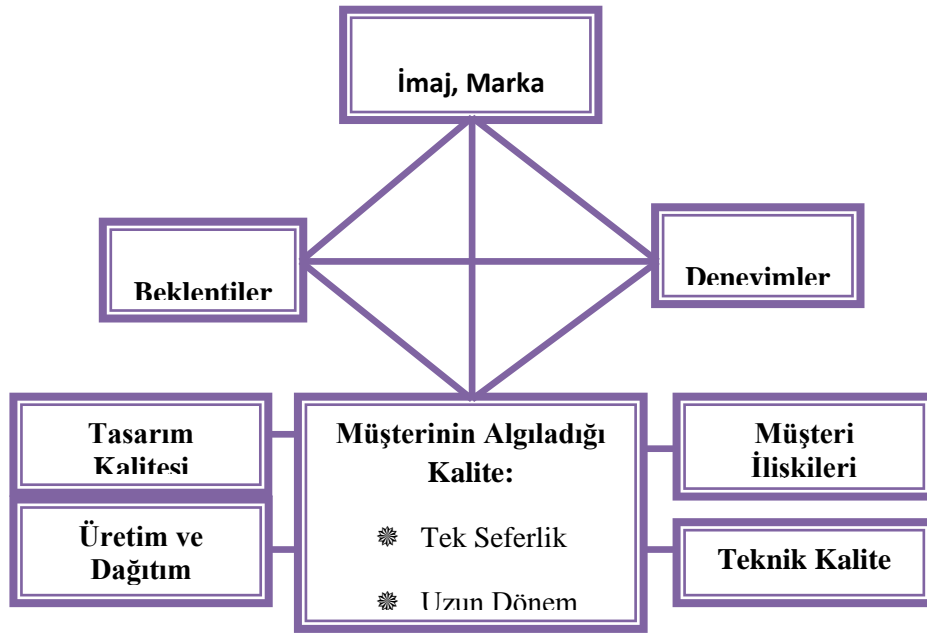 İmaj, Marka
Beklentiler
Deneyimler
Tasarım
Kalitesi
Müşterinin Algıladığı
Kalite:
Tek Seferlik
Uzun Dönem
Müşteri
İlişkileri
Üretim ve
Dağıtım
Teknik Kalite